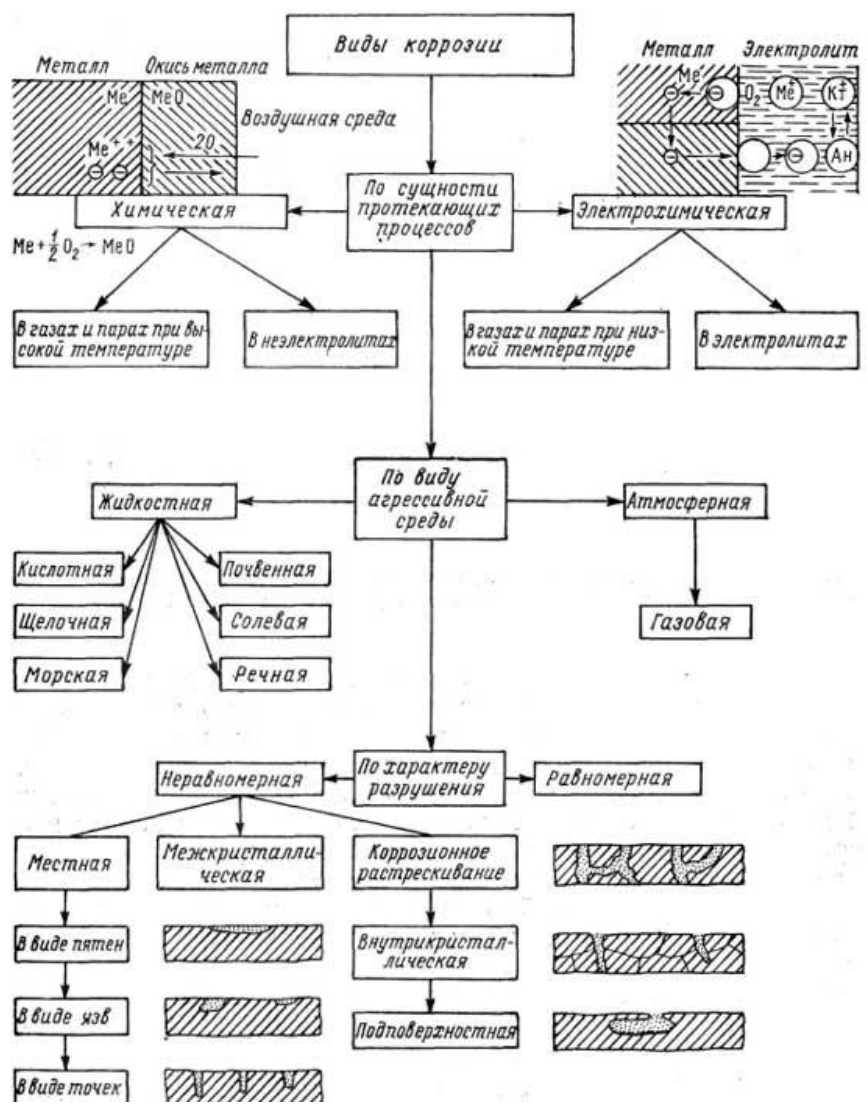 Виды коррозии
Металл
Окись металла
Me
MeO
Воздушная среда
Me++
2O
⊖ ⊖
Металл
Электролит
Me
⊖
⊖
O2
Me+
Кт+
⊖
⊖
Ан
По сущности
протекающих
процессов
Химическая
Электрохимическая
Me+1/2O2→MeO
В газах и парах при вы-
сокой температуре
В неэлектролитах
В газах и парах при низ-
кой температуре
В электролитах
По виду
агрессивной
среды
Жидкостная
Атмосферная
Кислотная
Почвенная
Щелочная
Солевая
Газовая
Морская
Речная
По характеру
разрушения
Неравномерная
Равномерная
Местная
Межкристалли-
ческая
Коррозионное
растрескивание
В виде пятен
Внутрикристал-
лическая
В виде язв
Подповерхностная
В виде точек